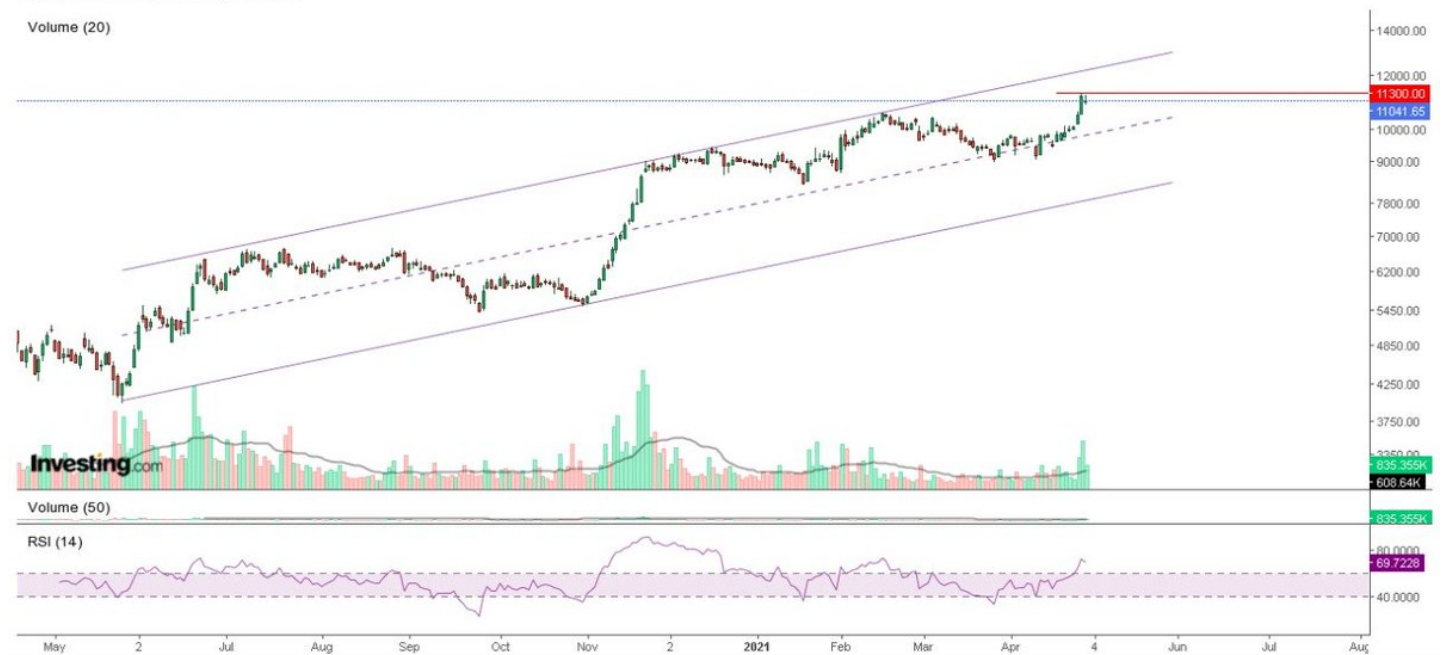 Volume (20)
14000.00
12000.00
11300.00
11041.65
10000.00
9000.00
7800.00
7000.00
6200.00
5450.00
4850.00
4250.00
3750.00
Investing.com
835.355K
608.64K
Volume (50)
835.355K
RSI (14)
80.0000
69.7228
40.0000
May 2 Jul Aug Sep Oct Nov 2 2021 Feb Mar Apr 4 Jun Jul Aug